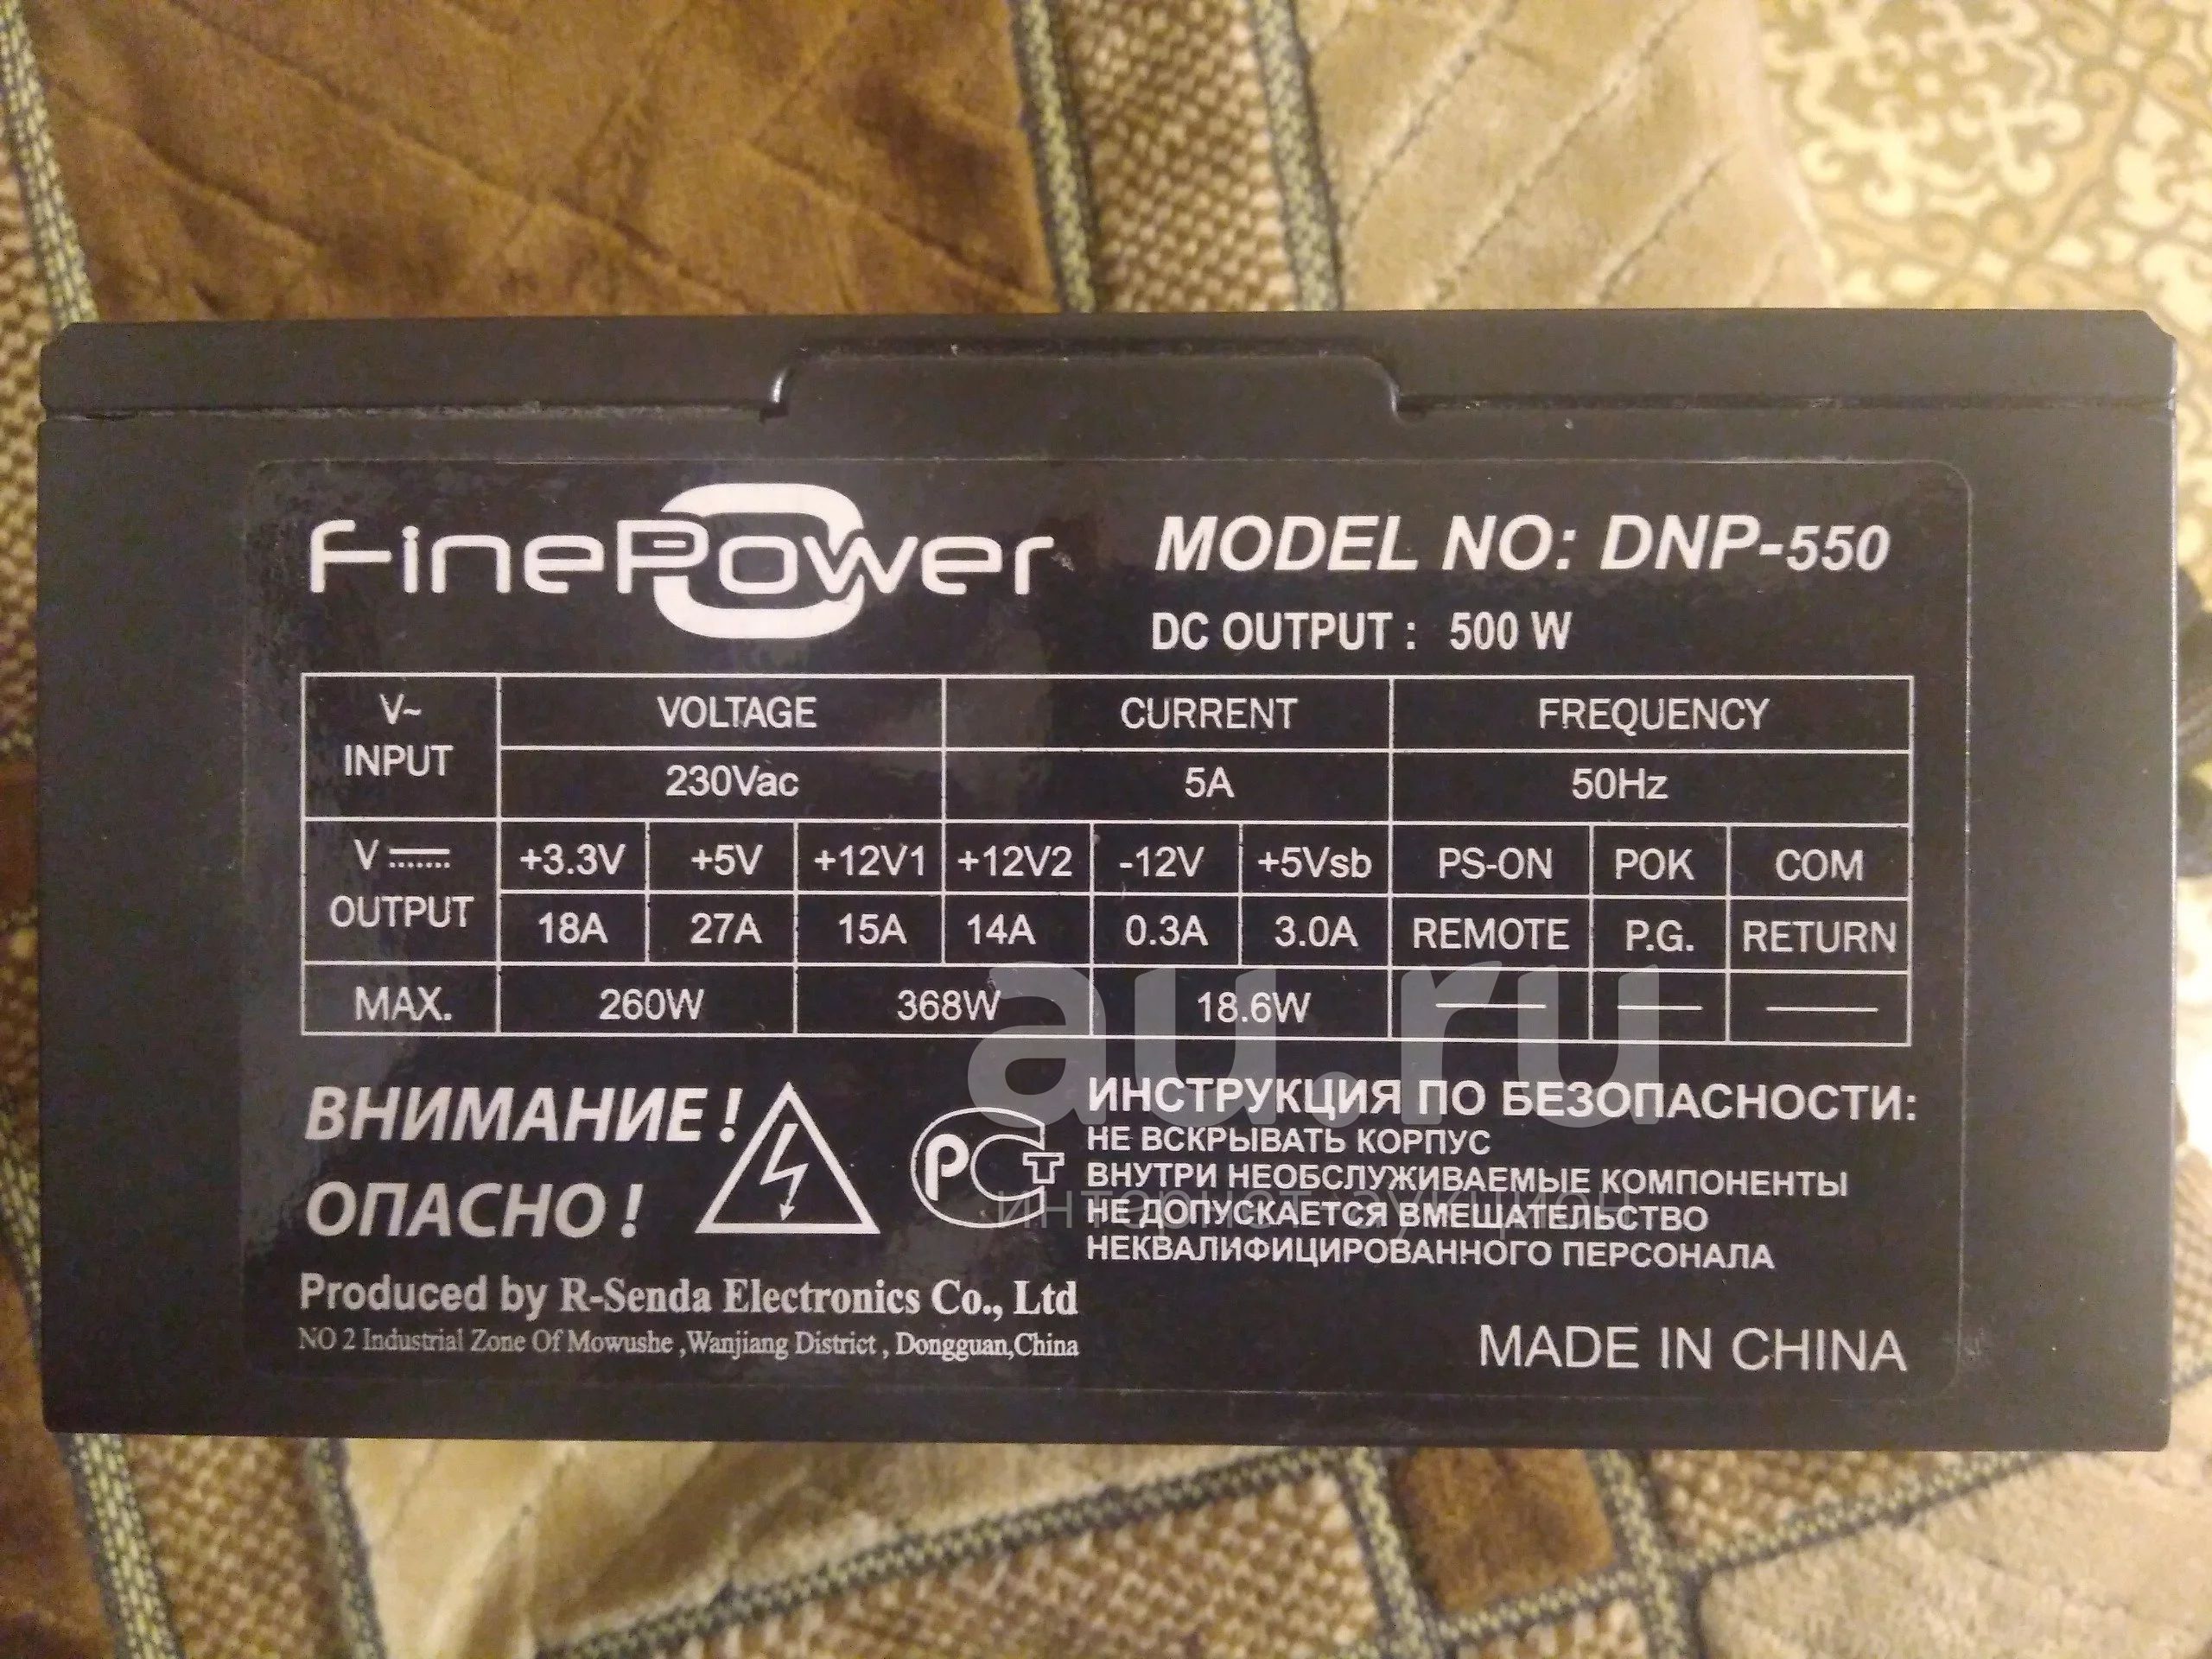 FinePower
MODEL NO: DNP-550
DC OUTPUT : 500 W
V~ INPUT VOLTAGE CURRENT FREQUENCY
230Vac 5A 50Hz
V OUTPUT +3.3V +5V +12V1 +12V2 -12V +5Vsb PS-ON POK COM
18A 27A 15A 14A 0.3A 3.0A REMOTE P.G. RETURN
MAX. 260W 368W 18.6W
au.ru
интернет аукцион
ВНИМАНИЕ!
ОПАСНО!
РСТ
ИНСТРУКЦИЯ ПО БЕЗОПАСНОСТИ:
НЕ ВСКРЫВАТЬ КОРПУС
ВНУТРИ НЕОБСЛУЖИВАЕМЫЕ КОМПОНЕНТЫ
НЕ ДОПУСКАЕТСЯ ВМЕШАТЕЛЬСТВО
НЕКВАЛИФИЦИРОВАННОГО ПЕРСОНАЛА
Produced by R-Senda Electronics Co., Ltd
NO 2 Industrial Zone Of Mowushe ,Wanjiang District , Dongguan,China
MADE IN CHINA